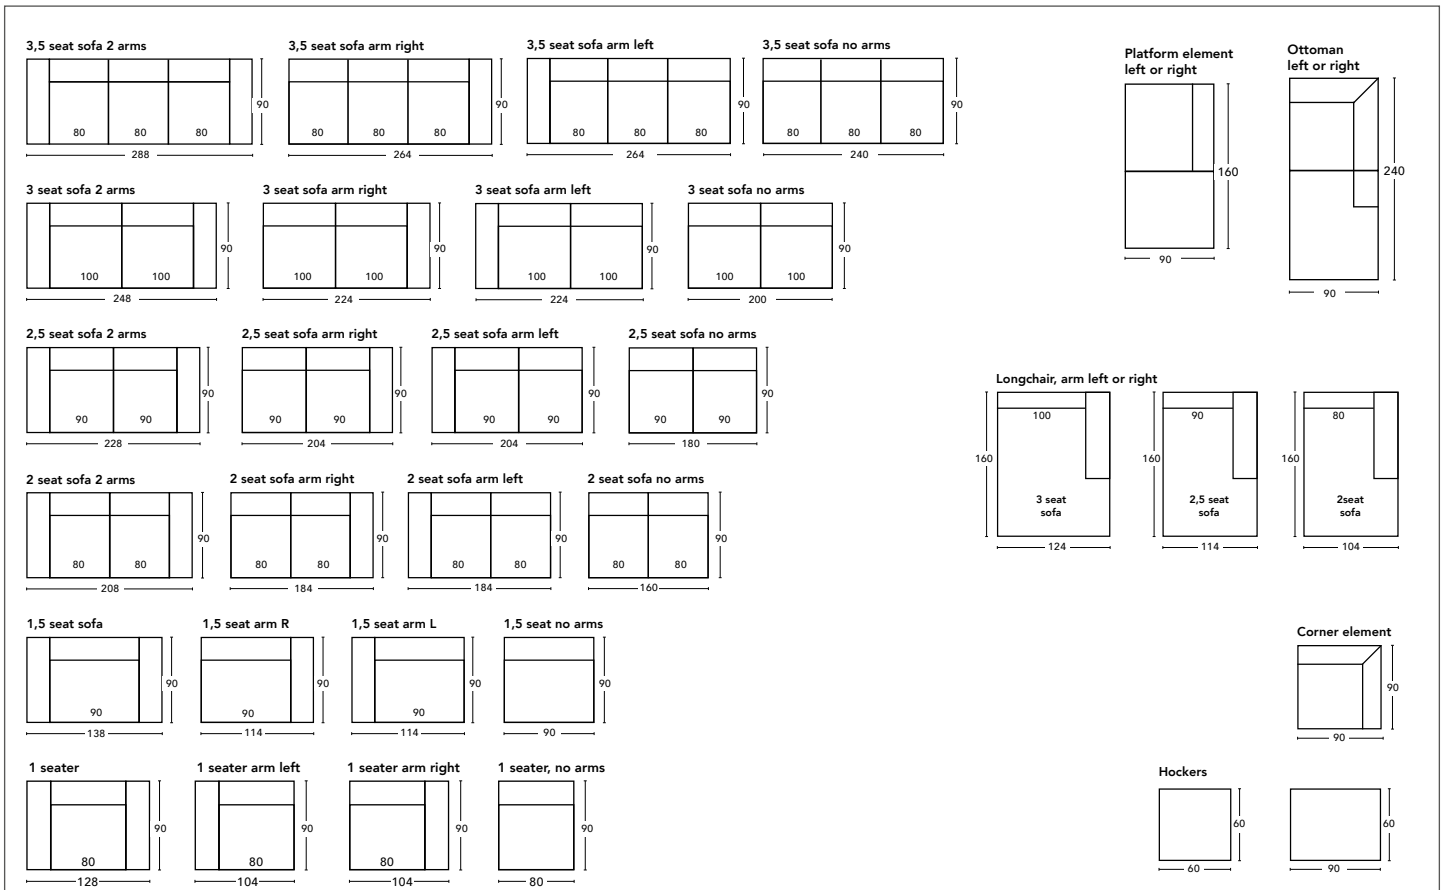 3,5 seat sofa 2 arms
80 80 80
90
288
3,5 seat sofa arm right
80 80 80
90
264
3,5 seat sofa arm left
80 80 80
90
264
3,5 seat sofa no arms
80 80 80
90
240
Platform element
left or right
160
90
Ottoman
left or right
240
90
3 seat sofa 2 arms
100 100
90
248
3 seat sofa arm right
100 100
90
224
3 seat sofa arm left
100 100
90
224
3 seat sofa no arms
100 100
90
200
2,5 seat sofa 2 arms
90 90
90
228
2,5 seat sofa arm right
90 90
90
204
2,5 seat sofa arm left
90 90
90
204
2,5 seat sofa no arms
90 90
90
180
Longchair, arm left or right
100
160
3 seat
sofa
124
90
160
2,5 seat
sofa
114
80
160
2seat
sofa
104
2 seat sofa 2 arms
80 80
90
208
2 seat sofa arm right
80 80
90
184
2 seat sofa arm left
80 80
90
184
2 seat sofa no arms
80 80
90
160
1,5 seat sofa
90
90
138
1,5 seat arm R
90
90
114
1,5 seat arm L
90
90
114
1,5 seat no arms
90
90
Corner element
90
90
1 seater
80
90
128
1 seater arm left
80
90
104
1 seater arm right
80
90
104
1 seater, no arms
90
80
Hockers
60
60
60
90